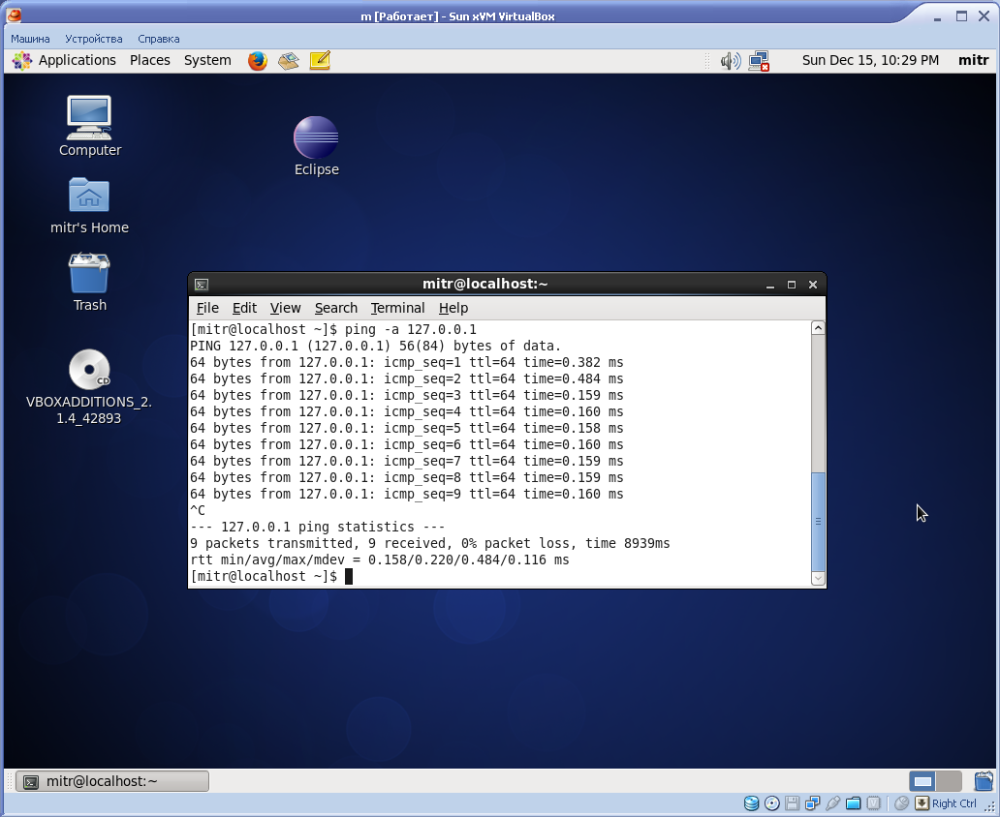 m [Работает] - Sun xVM VirtualBox
Машина Устройства Справка
Applications Places System Sun Dec 15, 10:29 PM mitr
Computer
Eclipse
mitr's Home
Trash
CD
VBOXADDITIONS_2.
1.4_42893
mitr@localhost:~
File Edit View Search Terminal Help
[mitr@localhost ~]$ ping -a 127.0.0.1
PING 127.0.0.1 (127.0.0.1) 56(84) bytes of data.
64 bytes from 127.0.0.1: icmp_seq=1 ttl=64 time=0.382 ms
64 bytes from 127.0.0.1: icmp_seq=2 ttl=64 time=0.484 ms
64 bytes from 127.0.0.1: icmp_seq=3 ttl=64 time=0.159 ms
64 bytes from 127.0.0.1: icmp_seq=4 ttl=64 time=0.160 ms
64 bytes from 127.0.0.1: icmp_seq=5 ttl=64 time=0.158 ms
64 bytes from 127.0.0.1: icmp_seq=6 ttl=64 time=0.160 ms
64 bytes from 127.0.0.1: icmp_seq=7 ttl=64 time=0.159 ms
64 bytes from 127.0.0.1: icmp_seq=8 ttl=64 time=0.159 ms
64 bytes from 127.0.0.1: icmp_seq=9 ttl=64 time=0.160 ms
^C
--- 127.0.0.1 ping statistics ---
9 packets transmitted, 9 received, 0% packet loss, time 8939ms
rtt min/avg/max/mdev = 0.158/0.220/0.484/0.116 ms
[mitr@localhost ~]$
mitr@localhost:~
Right Ctrl